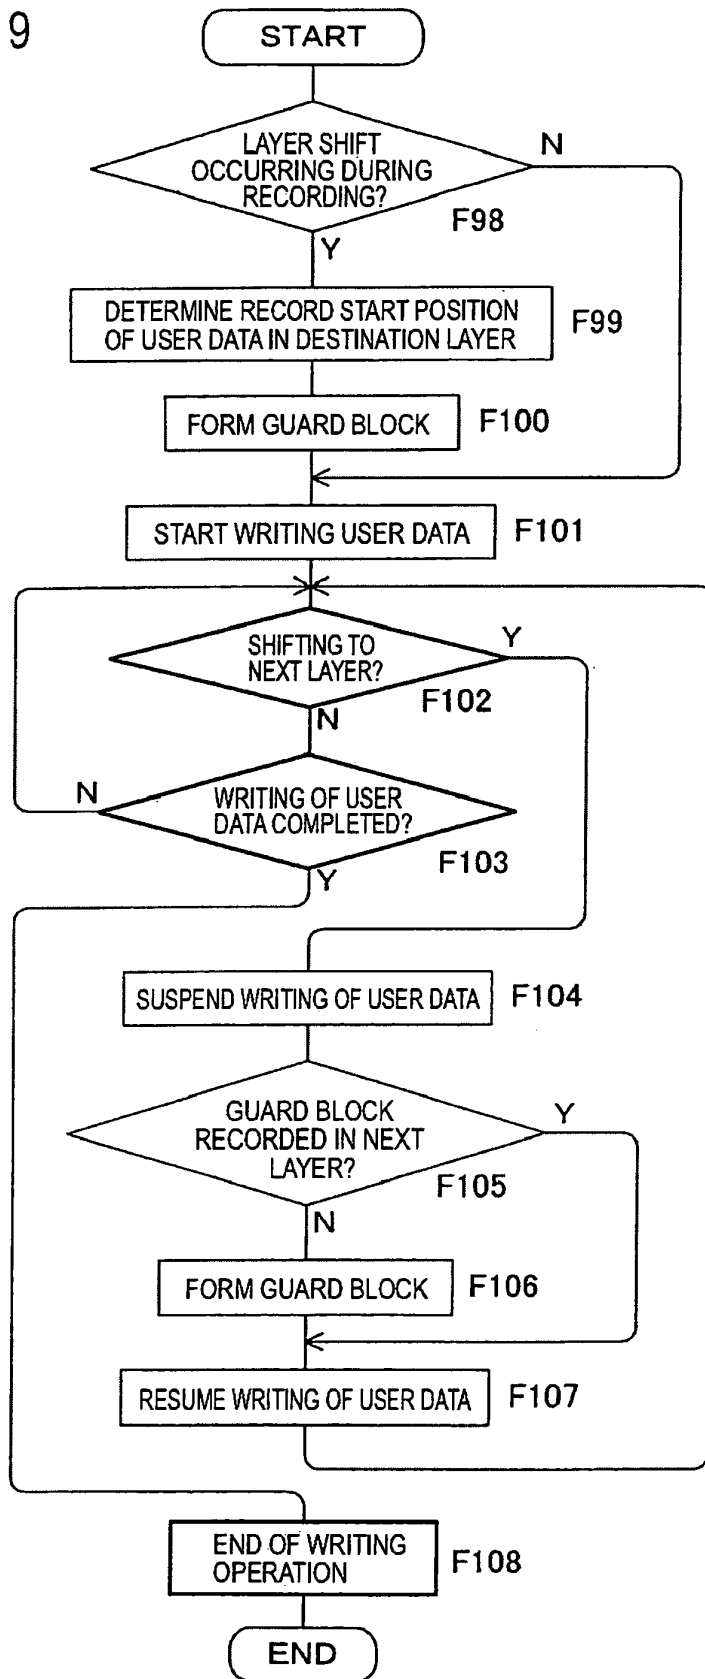 9
START
LAYER SHIFT
OCCURRING DURING
RECORDING?
N
F98
Y
DETERMINE RECORD START POSITION
OF USER DATA IN DESTINATION LAYER
F99
FORM GUARD BLOCK
F100
START WRITING USER DATA
F101
SHIFTING TO
NEXT LAYER?
Y
F102
N
WRITING OF USER
DATA COMPLETED?
N
F103
Y
SUSPEND WRITING OF USER DATA
F104
GUARD BLOCK
RECORDED IN NEXT
LAYER?
Y
F105
N
FORM GUARD BLOCK
F106
RESUME WRITING OF USER DATA
F107
END OF WRITING
OPERATION
F108
END